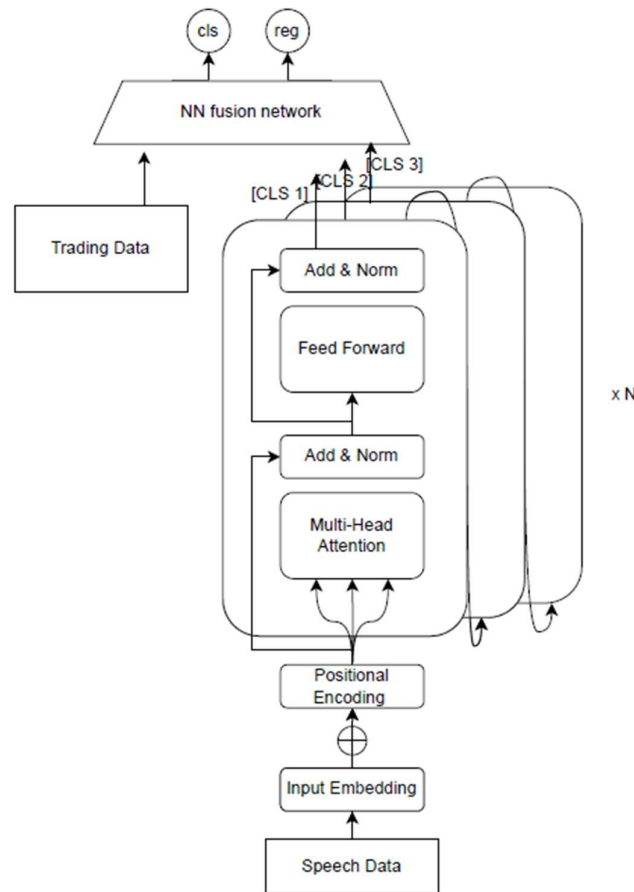 cls
reg
NN fusion network
[CLS 3]
[CLS 2]
[CLS 1]
Trading Data
Add & Norm
Feed Forward
x N
Add & Norm
Multi-Head
Attention
Positional
Encoding
Input Embedding
Speech Data